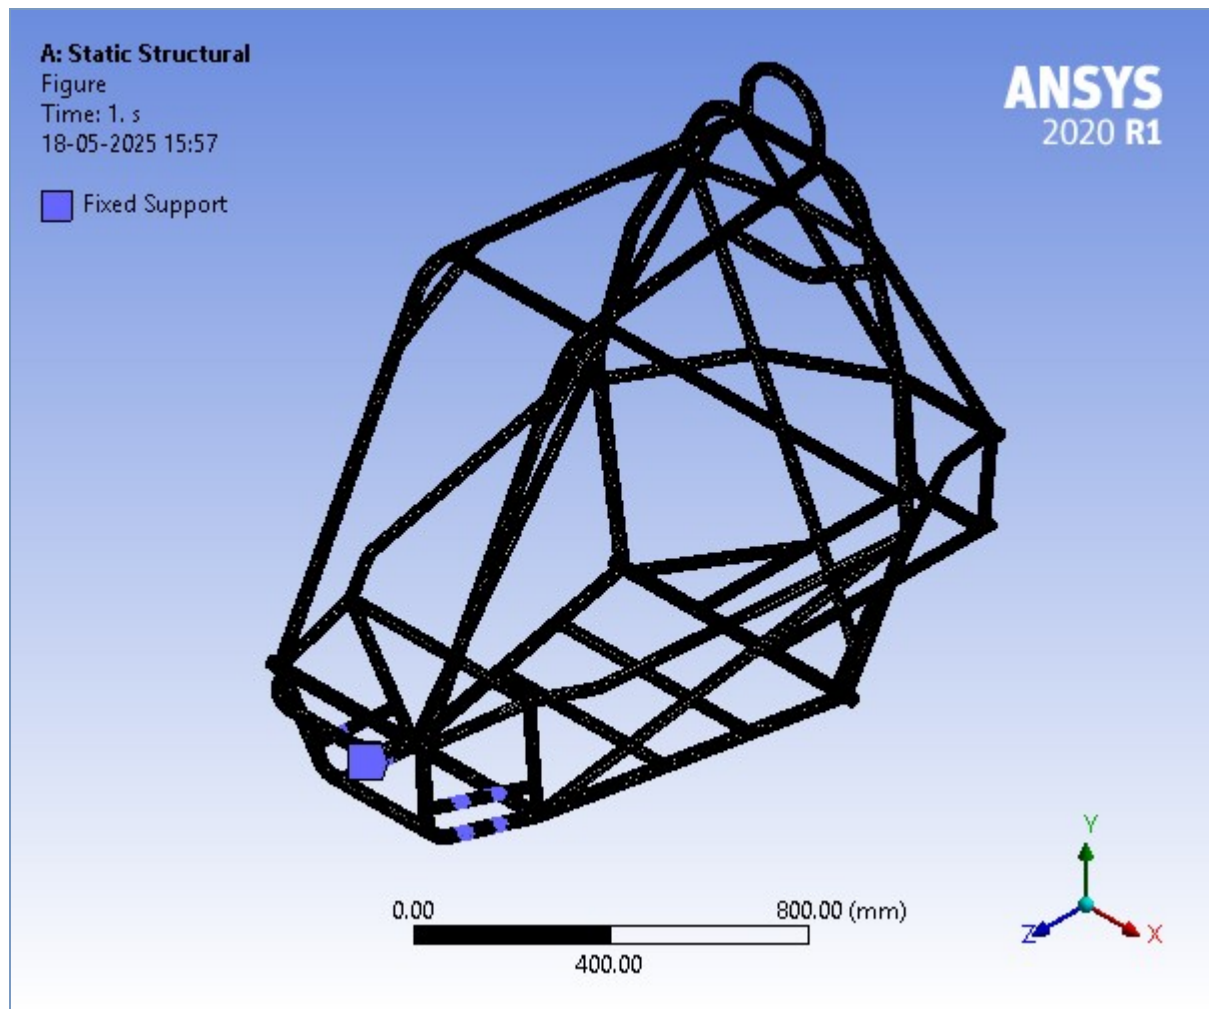 A: Static Structural
Figure
Time: 1. s
18-05-2025 15:57
Fixed Support
ANSYS
2020 R1
0.00
800.00 (mm)
400.00
Y
Z
X